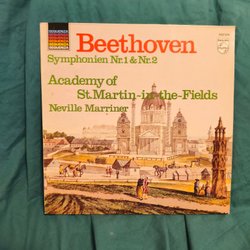 Beethoven
Symphonien Nr.1 & Nr.2
Academy of
St. Martin-in-the-Fields
Neville Marriner